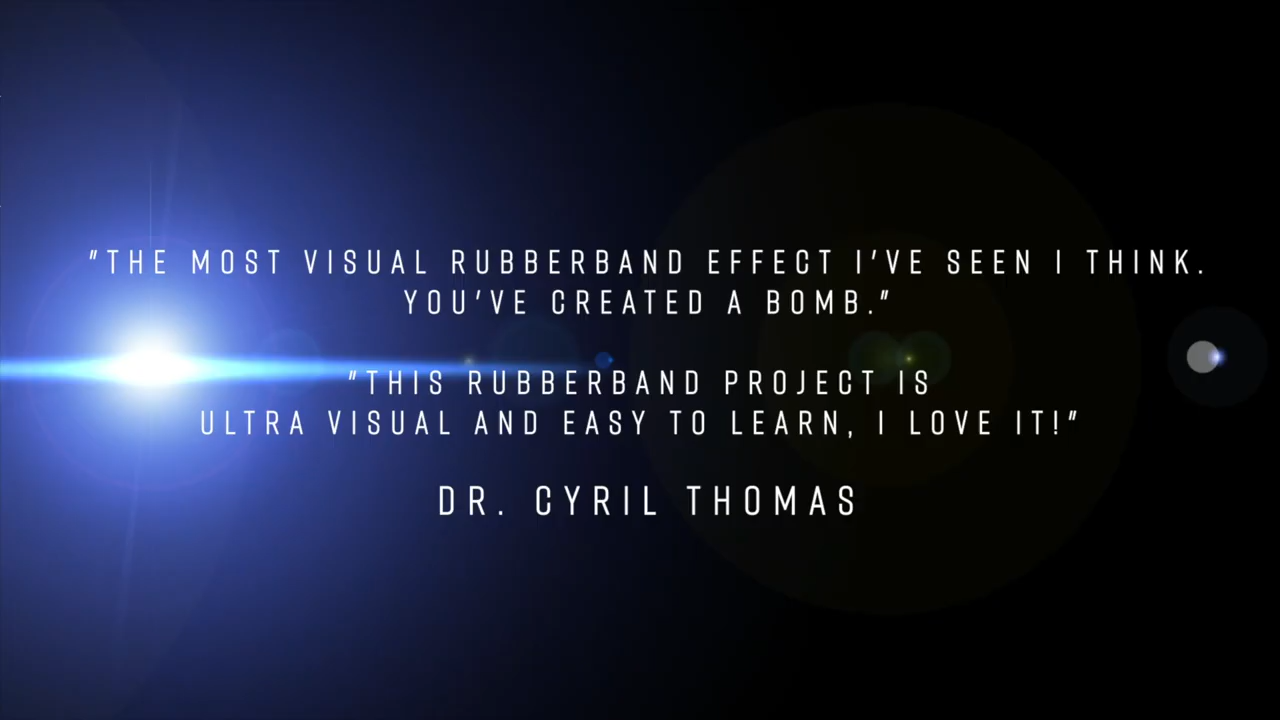 "THE MOST VISUAL RUBBERBAND EFFECT I'VE SEEN I THINK.
YOU'VE CREATED A BOMB."
"THIS RUBBERBAND PROJECT IS
ULTRA VISUAL AND EASY TO LEARN, I LOVE IT!"
DR. CYRIL THOMAS